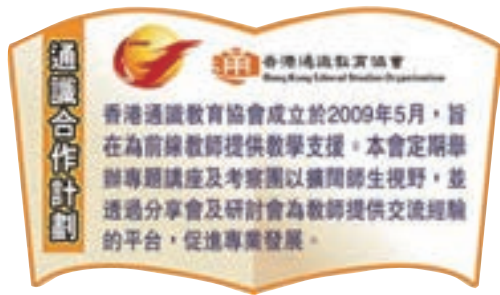 通識合作計劃
香港通識教育協會
Hong Kong Liberal Studies Organization
香港通識教育協會成立於2009年5月，旨
在為前線教師提供教學支援。本會定期舉
辦專題講座及考察團以擴闊師生視野，並
透過分享會及研討會為教師提供交流經驗
的平台，促進專業發展。